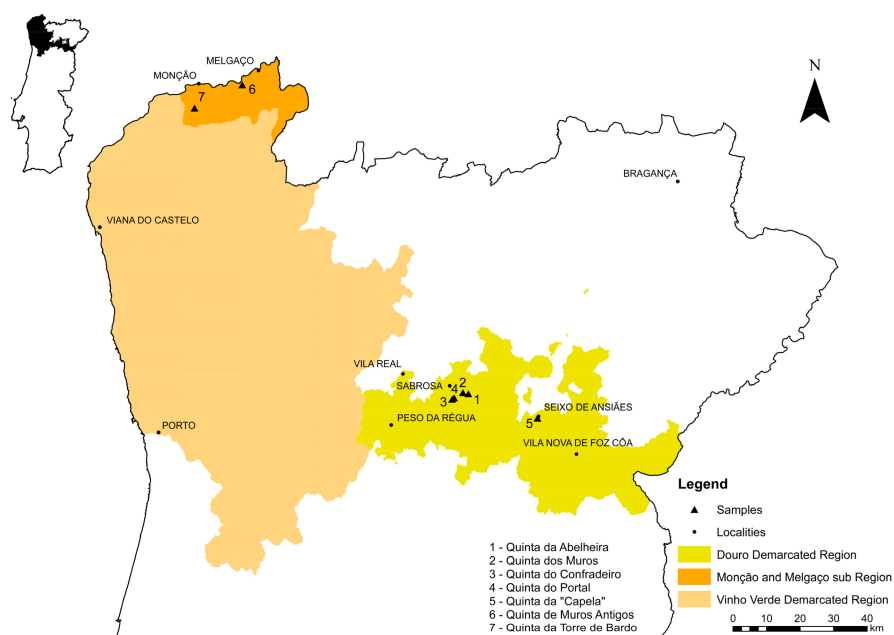 MELGAÇO
MONÇÃO
N
6
7
BRAGANÇA
VIANA DO CASTELO
VILA REAL
SABROSA
2
4
3
1
SEIXO DE ANSIÃES
5
PESO DA RÉGUA
PORTO
VILA NOVA DE FOZ CÔA
Legend
Samples
Localities
Douro Demarcated Region
Monção and Melgaço sub Region
Vinho Verde Demarcated Region
0 5 10 20 30 40
km
1 - Quinta da Abelheira
2 - Quinta dos Muros
3 - Quinta do Confradeiro
4 - Quinta do Portal
5 - Quinta da "Capela"
6 - Quinta de Muros Antigos
7 - Quinta da Torre de Bardo